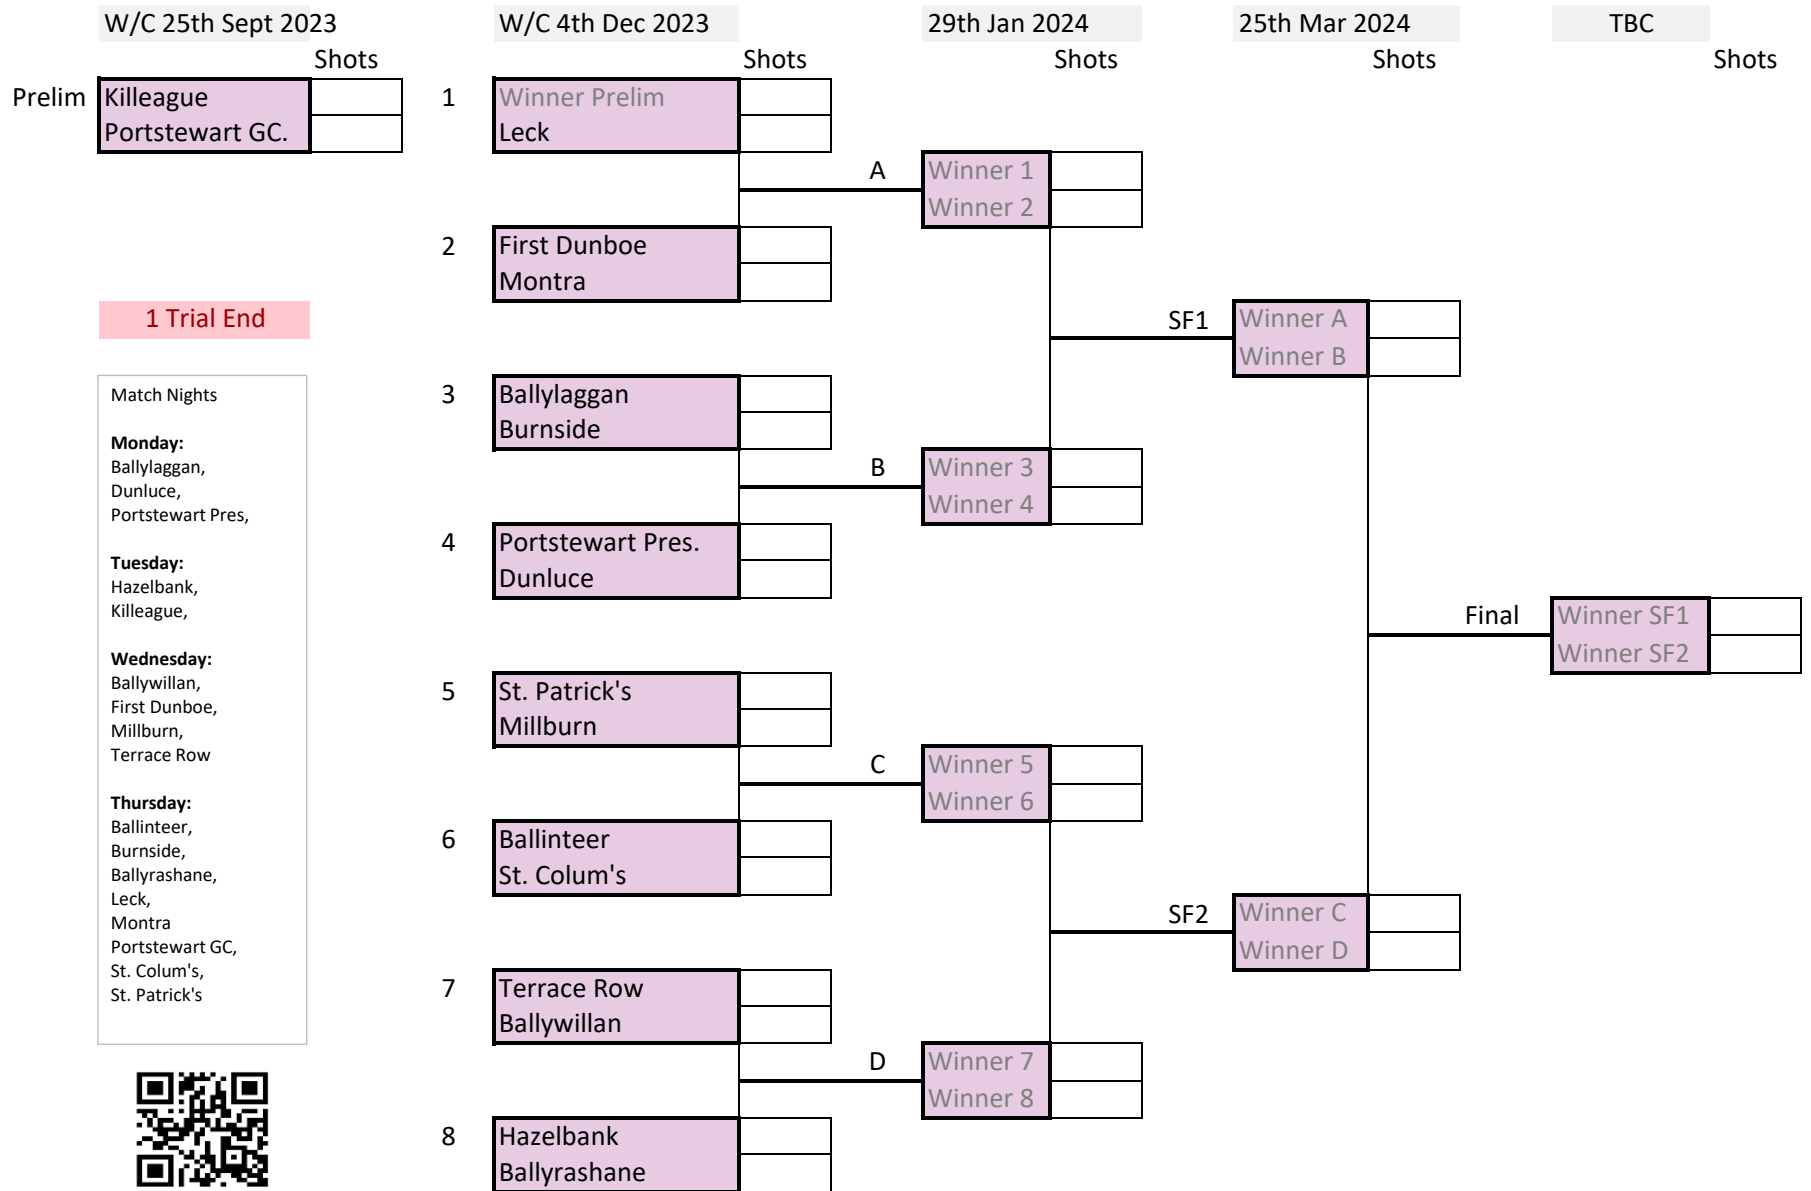 W/C 25th Sept 2023
W/C 4th Dec 2023
29th Jan 2024
25th Mar 2024
TBC
Shots
Shots
Shots
Shots
Shots
Prelim
Killeague
Portstewart GC.
1
Winner Prelim
Leck
A
Winner 1
Winner 2
2
First Dunboe
Montra
1 Trial End
SF1
Winner A
Winner B
Match Nights
Monday:
Ballylaggan,
Dunluce,
Portstewart Pres,
Tuesday:
Hazelbank,
Killeague,
Wednesday:
Ballywillan,
First Dunboe,
Millburn,
Terrace Row
Thursday:
Ballinteer,
Burnside,
Ballyrashane,
Leck,
Montra
Portstewart GC,
St. Colum's,
St. Patrick's
3
Ballylaggan
Burnside
B
Winner 3
Winner 4
4
Portstewart Pres.
Dunluce
Final
Winner SF1
Winner SF2
5
St. Patrick's
Millburn
C
Winner 5
Winner 6
6
Ballinteer
St. Colum's
SF2
Winner C
Winner D
7
Terrace Row
Ballywillan
D
Winner 7
Winner 8
8
Hazelbank
Ballyrashane